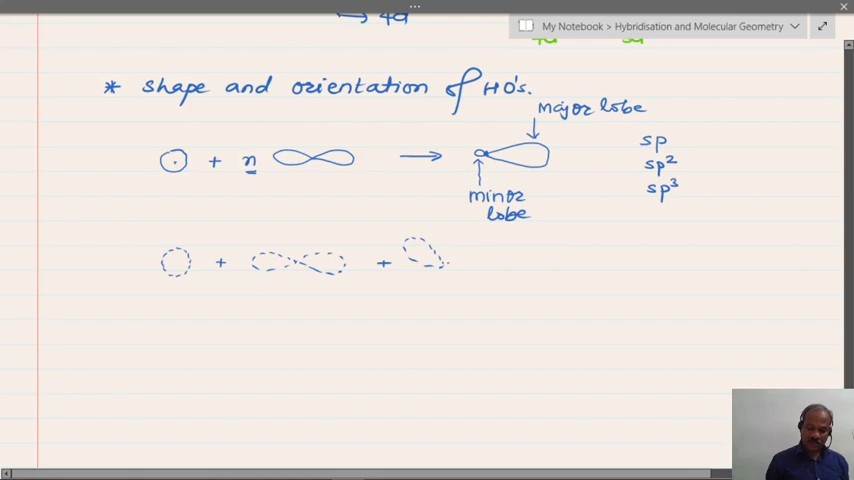 My Notebook > Hybridisation and Molecular Geometry
* shape and orientation of HO's.
major lobe
+ n
sp
sp²
sp³
minor
lobe
+ +